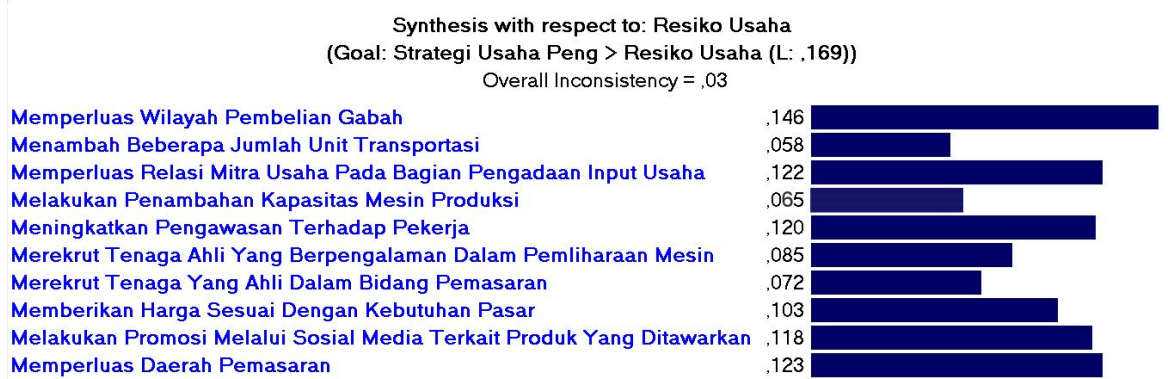 Synthesis with respect to: Resiko Usaha
(Goal: Strategi Usaha Peng > Resiko Usaha (L: ,169))
Overall Inconsistency = ,03
Memperluas Wilayah Pembelian Gabah ,146
Menambah Beberapa Jumlah Unit Transportasi ,058
Memperluas Relasi Mitra Usaha Pada Bagian Pengadaan Input Usaha ,122
Melakukan Penambahan Kapasitas Mesin Produksi ,065
Meningkatkan Pengawasan Terhadap Pekerja ,120
Merekrut Tenaga Ahli Yang Berpengalaman Dalam Pemliharaan Mesin ,085
Merekrut Tenaga Yang Ahli Dalam Bidang Pemasaran ,072
Memberikan Harga Sesuai Dengan Kebutuhan Pasar ,103
Melakukan Promosi Melalui Sosial Media Terkait Produk Yang Ditawarkan ,118
Memperluas Daerah Pemasaran ,123